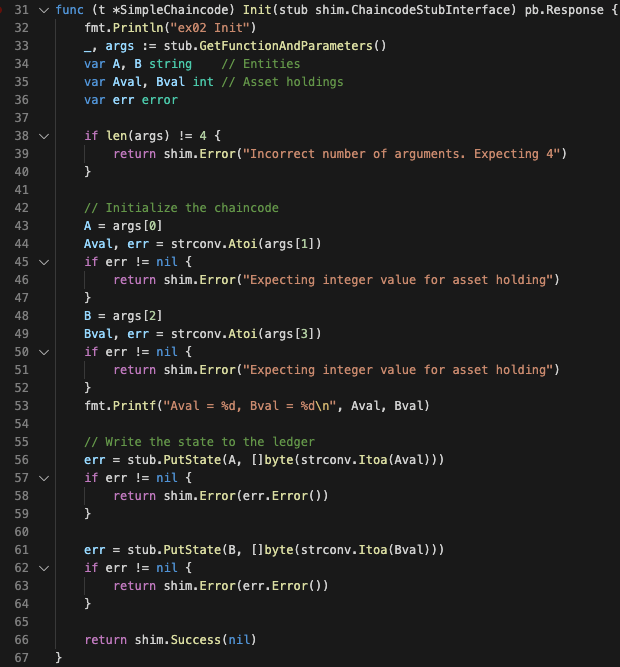 31 func (t *SimpleChaincode) Init(stub shim.ChaincodeStubInterface) pb.Response {
32     fmt.Println("ex02 Init")
33     _, args := stub.GetFunctionAndParameters()
34     var A, B string    // Entities
35     var Aval, Bval int // Asset holdings
36     var err error
37
38     if len(args) != 4 {
39         return shim.Error("Incorrect number of arguments. Expecting 4")
40     }
41
42     // Initialize the chaincode
43     A = args[0]
44     Aval, err = strconv.Atoi(args[1])
45     if err != nil {
46         return shim.Error("Expecting integer value for asset holding")
47     }
48     B = args[2]
49     Bval, err = strconv.Atoi(args[3])
50     if err != nil {
51         return shim.Error("Expecting integer value for asset holding")
52     }
53     fmt.Printf("Aval = %d, Bval = %d\n", Aval, Bval)
54
55     // Write the state to the ledger
56     err = stub.PutState(A, []byte(strconv.Itoa(Aval)))
57     if err != nil {
58         return shim.Error(err.Error())
59     }
60
61     err = stub.PutState(B, []byte(strconv.Itoa(Bval)))
62     if err != nil {
63         return shim.Error(err.Error())
64     }
65
66     return shim.Success(nil)
67 }